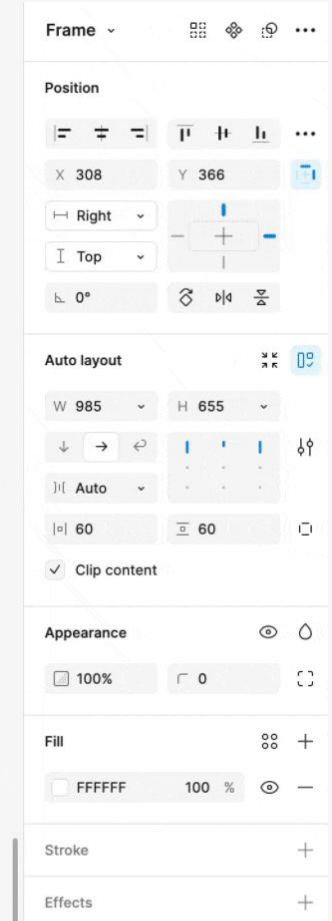 Frame
Position
X 308 Y 366
Right
Top
0°
Auto layout
W 985 H 655
Auto
60 60
Clip content
Appearance
100% 0
Fill
FFFFFF 100 %
Stroke
Effects